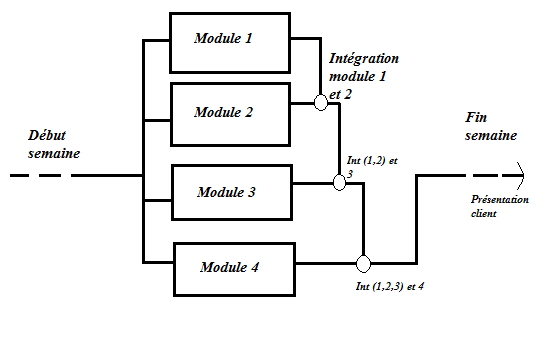 Module 1
Intégration
module 1
et 2
Module 2
Début
semaine
Fin
semaine
Int (1,2) et
3
Module 3
Présentation
client
Module 4
Int (1,2,3) et 4